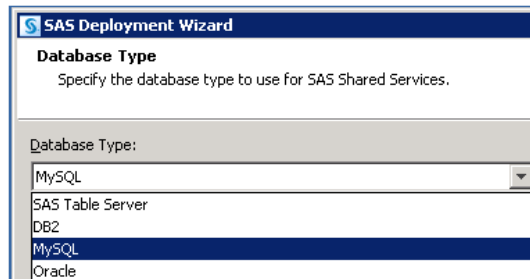 SAS Deployment Wizard
Database Type
Specify the database type to use for SAS Shared Services.
Database Type:
MySQL
SAS Table Server
DB2
MySQL
Oracle